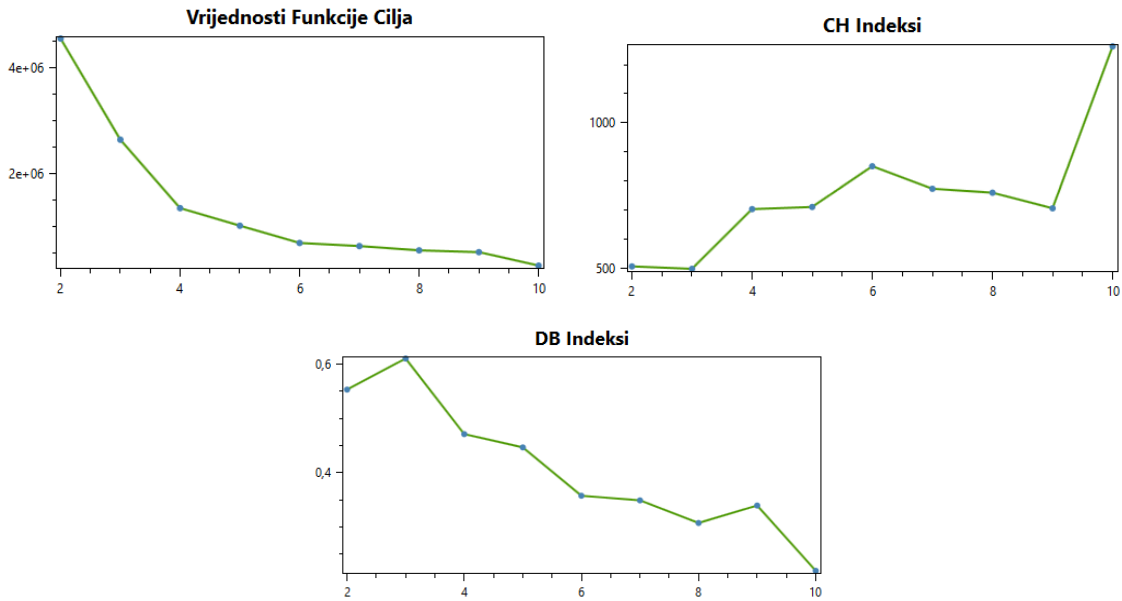 Vrijednosti Funkcije Cilja
4e+06
2e+06
2 4 6 8 10
CH Indeksi
1000
500
2 4 6 8 10
DB Indeksi
0,6
0,4
2 4 6 8 10